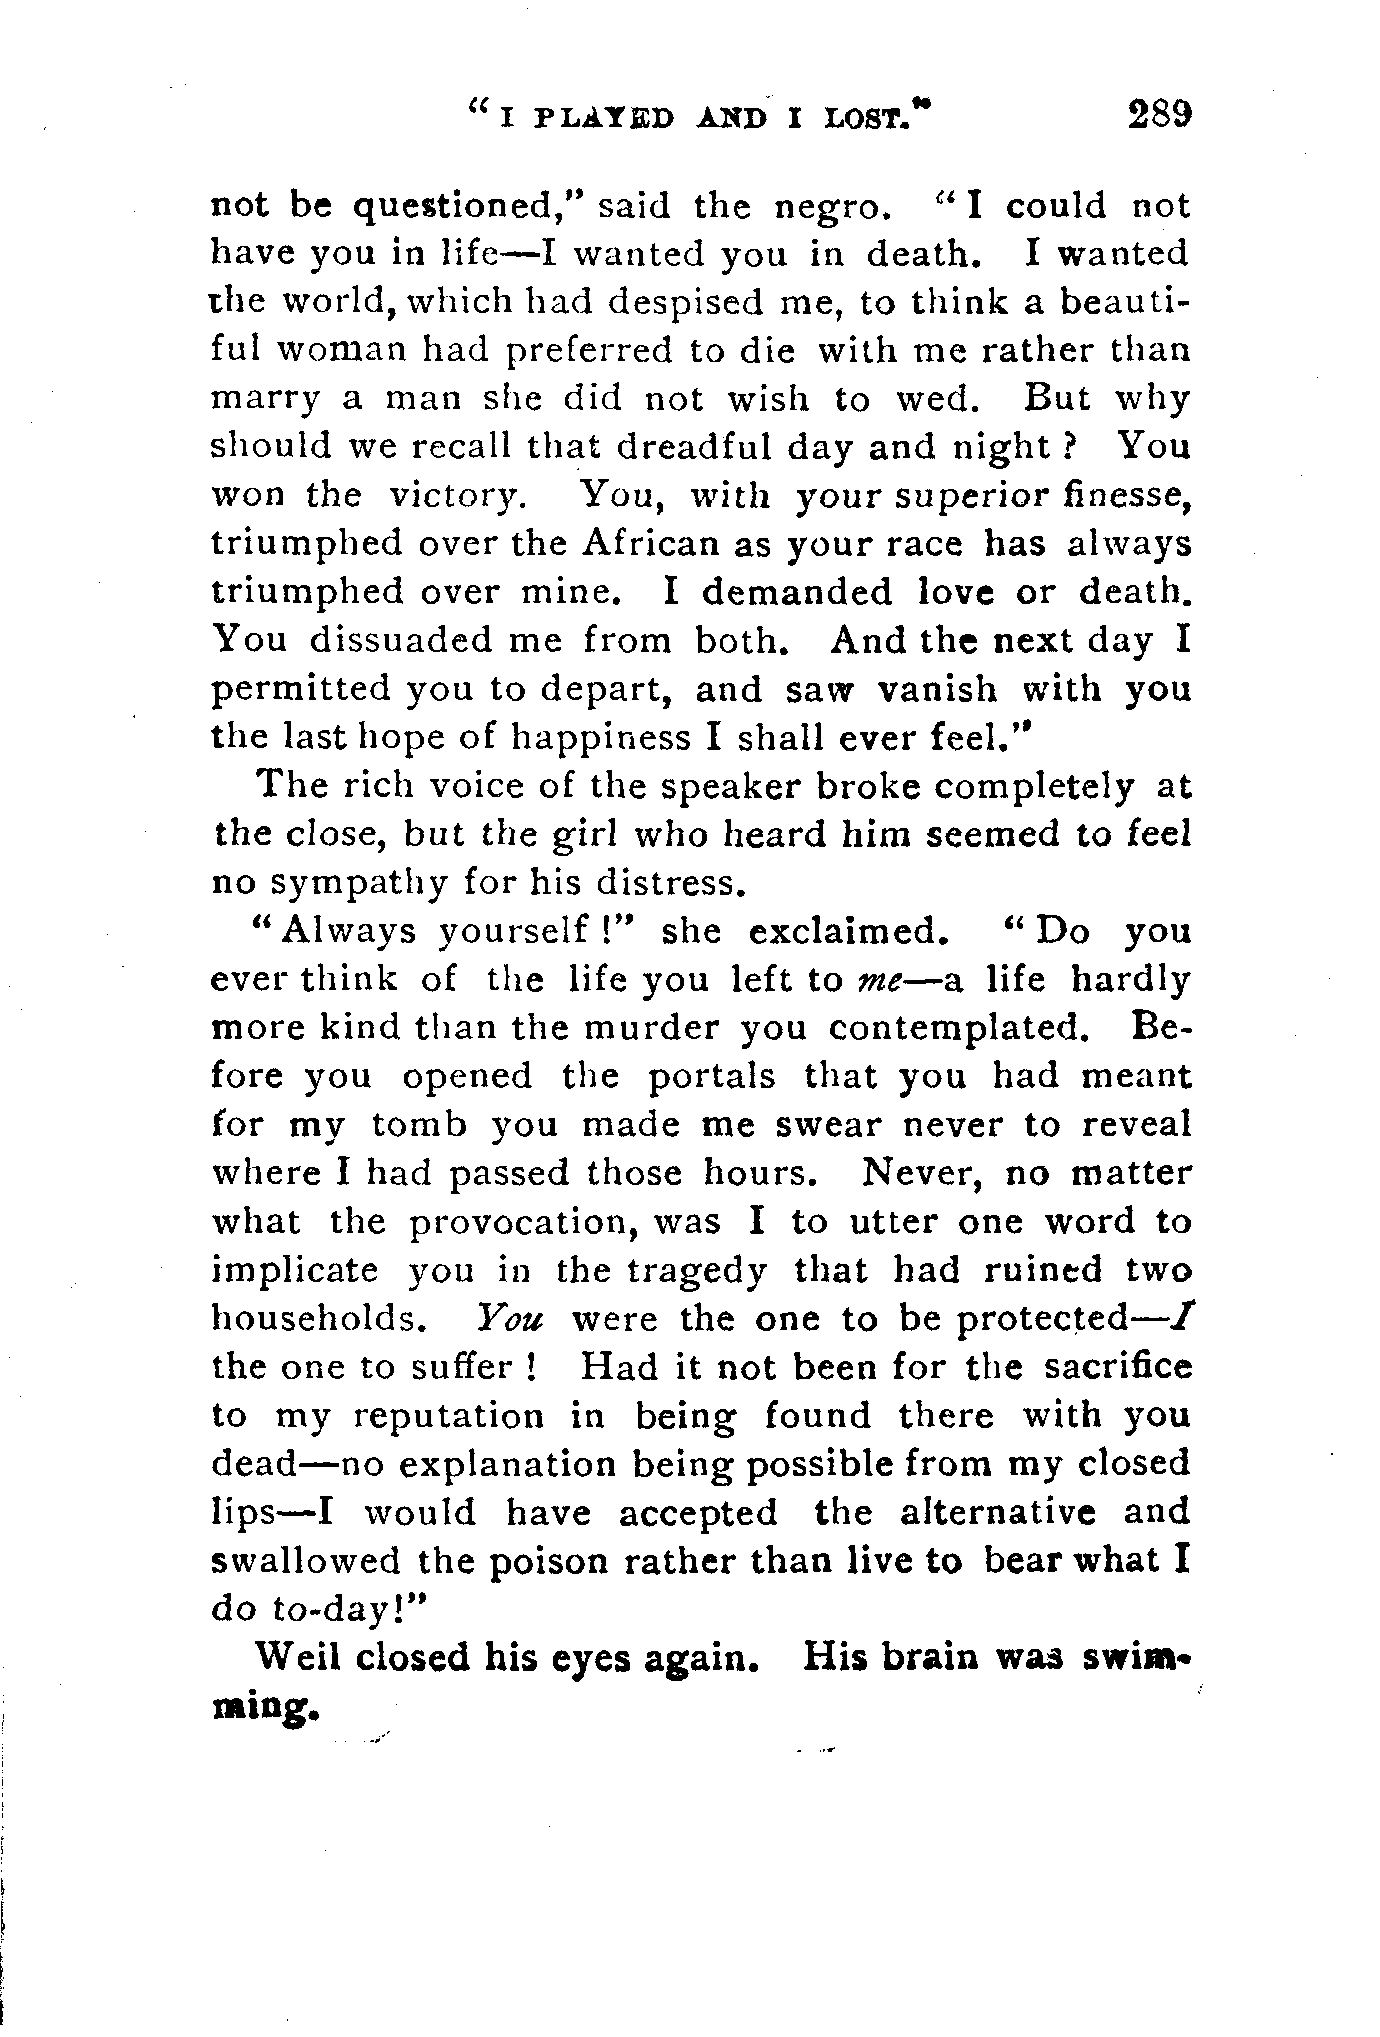 “I PLAYED AND I LOST.” 289
not be questioned,” said the negro. “I could not
have you in life—I wanted you in death. I wanted
the world, which had despised me, to think a beauti-
ful woman had preferred to die with me rather than
marry a man she did not wish to wed. But why
should we recall that dreadful day and night ? You
won the victory. You, with your superior finesse,
triumphed over the African as your race has always
triumphed over mine. I demanded love or death.
You dissuaded me from both. And the next day I
permitted you to depart, and saw vanish with you
the last hope of happiness I shall ever feel.”
The rich voice of the speaker broke completely at
the close, but the girl who heard him seemed to feel
no sympathy for his distress.
“Always yourself !” she exclaimed. “Do you
ever think of the life you left to me—a life hardly
more kind than the murder you contemplated. Be-
fore you opened the portals that you had meant
for my tomb you made me swear never to reveal
where I had passed those hours. Never, no matter
what the provocation, was I to utter one word to
implicate you in the tragedy that had ruined two
households. You were the one to be protected—I
the one to suffer ! Had it not been for the sacrifice
to my reputation in being found there with you
dead—no explanation being possible from my closed
lips—I would have accepted the alternative and
swallowed the poison rather than live to bear what I
do to-day!”
Weil closed his eyes again. His brain was swim-
ming.